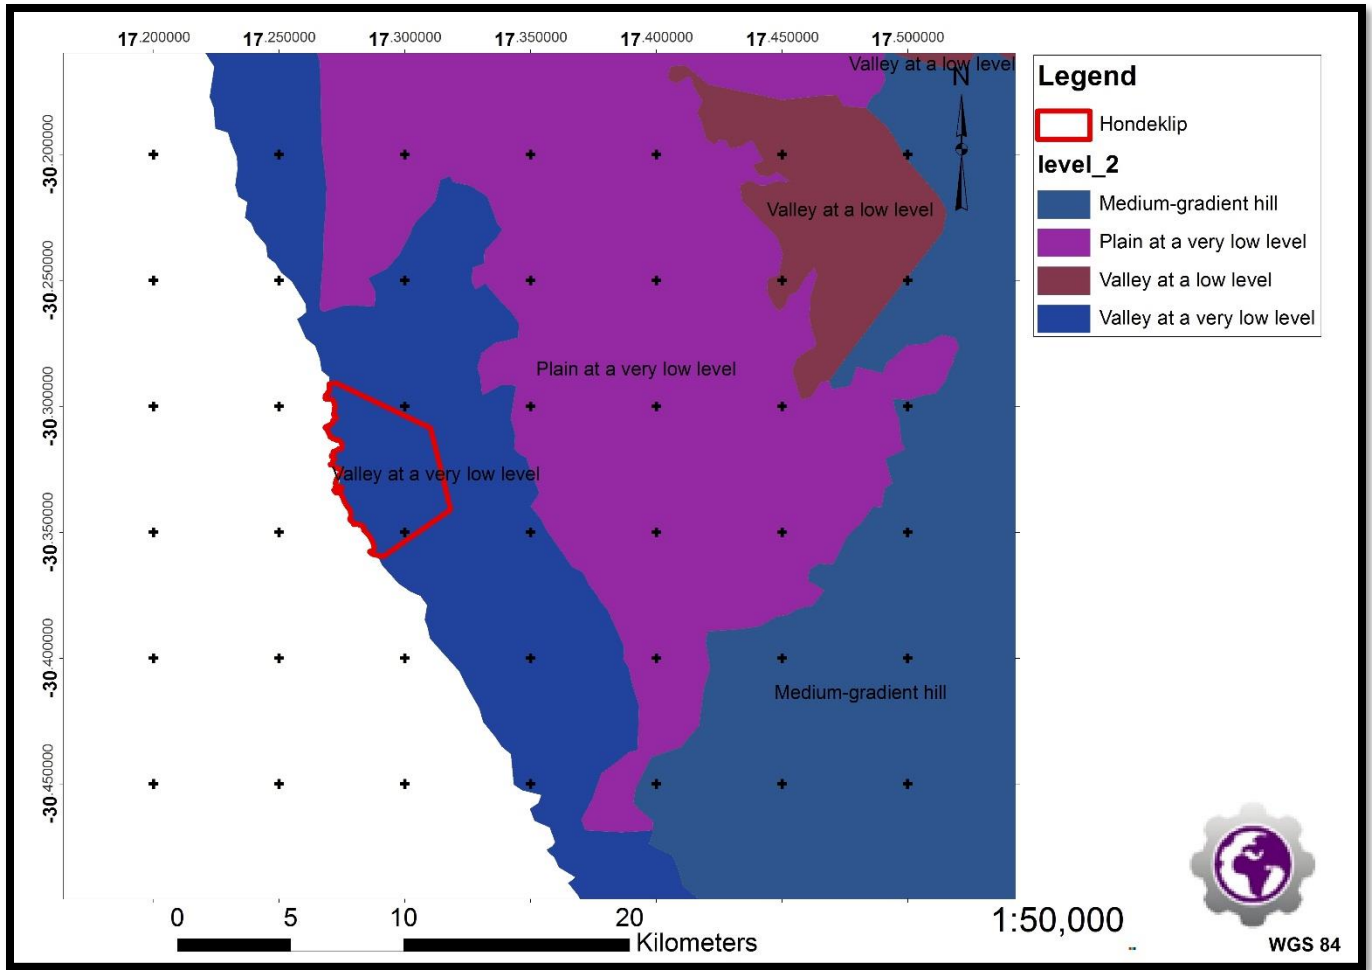 17.200000 17.250000 17.300000 17.350000 17.400000 17.450000 17.500000
Valley at a low level
N
-30.200000
Valley at a low level
-30.250000
Plain at a very low level
-30.300000
Valley at a very low level
-30.350000
-30.400000
Medium-gradient hill
-30.450000
Legend
Hondeklip
level_2
Medium-gradient hill
Plain at a very low level
Valley at a low level
Valley at a very low level
0 5 10 20
Kilometers
1:50,000
WGS 84